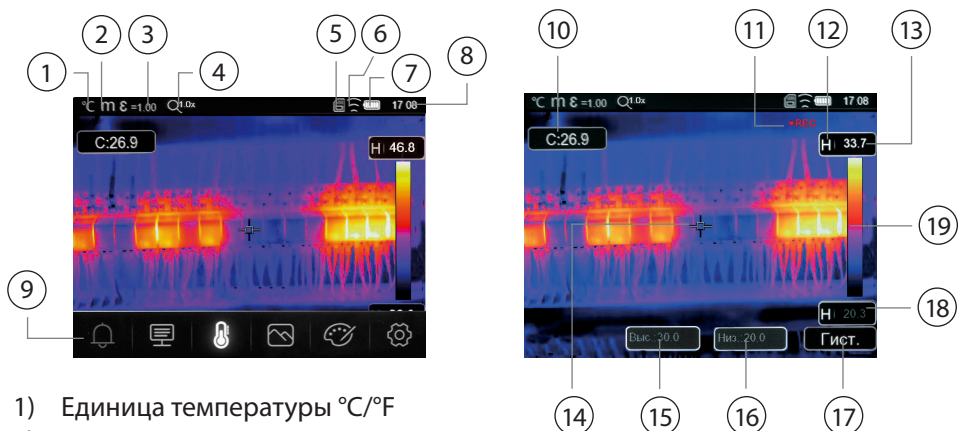 2 3 5 6
1 4 7 8
°C m ε =1.00 1.0x 17 08
C:26.9
H 46.8
9
10 11 12 13
°C m ε =1.00 1.0x 17 08
•REC
C:26.9
H 33.7
19
18
H 20.3
Выс.:30.0 Низ.:20.0 Гист.
14 15 16 17
1) Единица температуры °C/°F